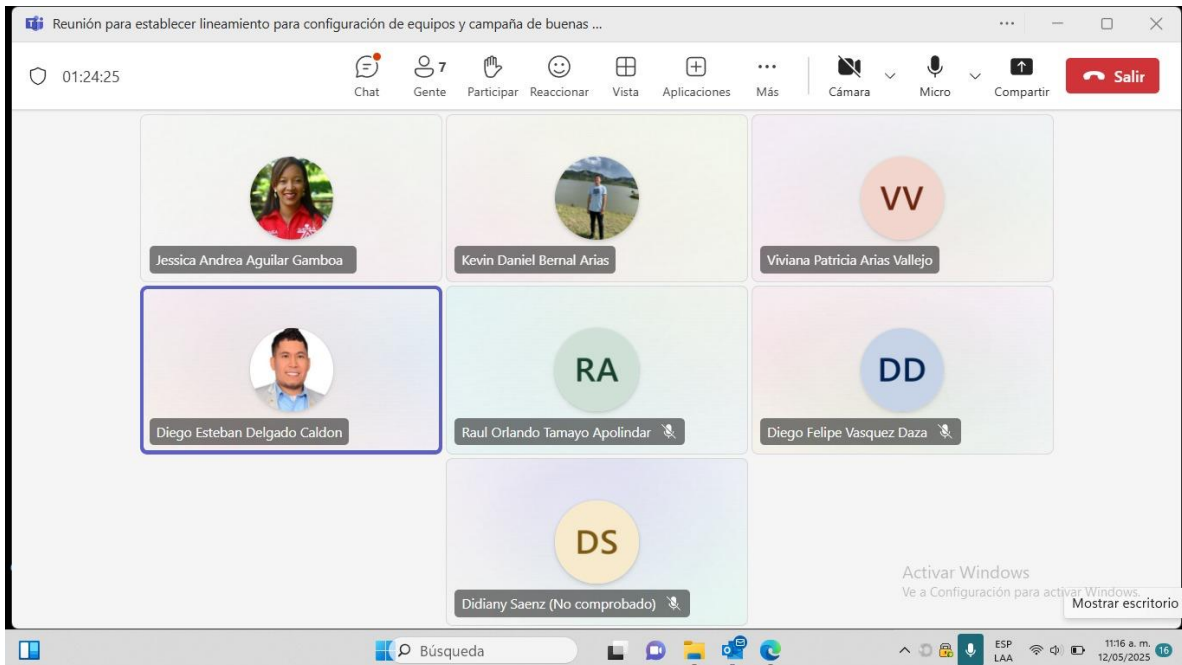 Reunión para establecer lineamiento para configuración de equipos y campaña de buenas ...
01:24:25
Chat
7
Gente
Participar
Reaccionar
Vista
Aplicaciones
Más
Cámara
Micro
Compartir
Salir
Jessica Andrea Aguilar Gamboa
Kevin Daniel Bernal Arias
VV
Viviana Patricia Arias Vallejo
Diego Esteban Delgado Caldon
RA
Raul Orlando Tamayo Apolindar
DD
Diego Felipe Vasquez Daza
DS
Didiany Saenz (No comprobado)
Activar Windows
Ve a Configuración para activar Windows.
Mostrar escritorio
Búsqueda
ESP
LAA
11:16 a. m.
12/05/2025
16